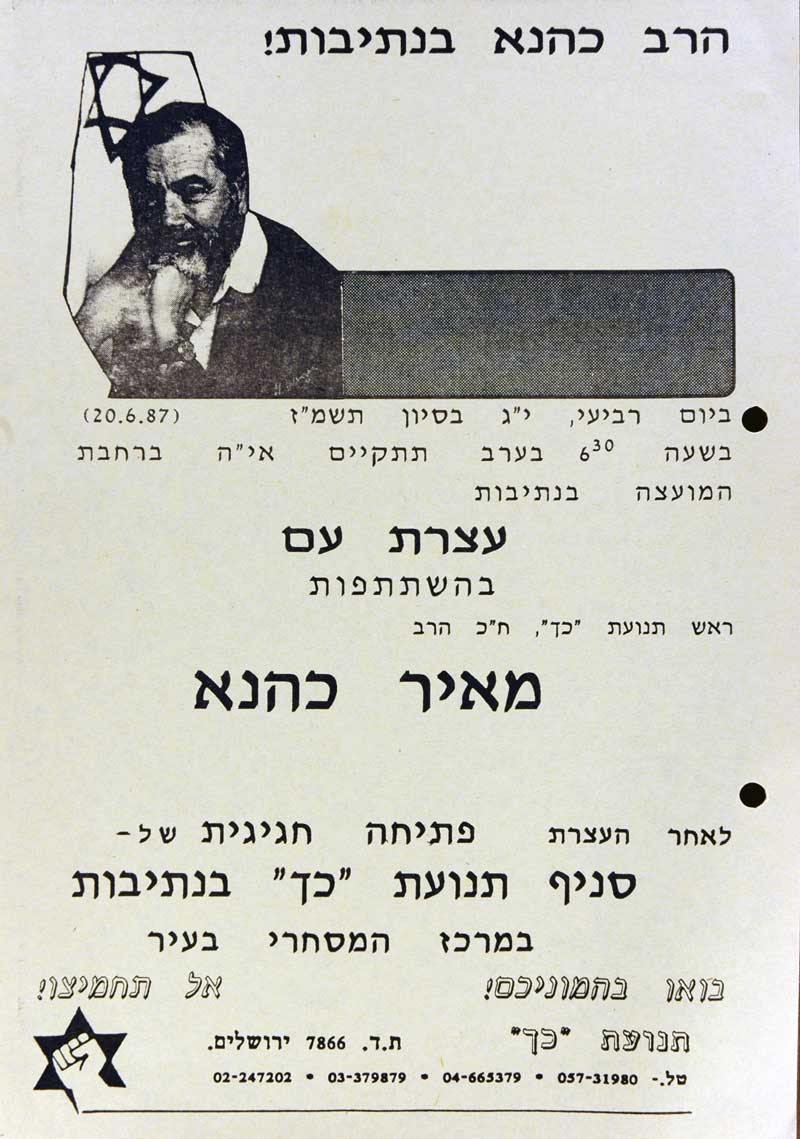 הרב כהנא בנתיבות!
ביום רביעי, י"ג בסיון תשמ"ז (20.6.87)
בשעה 6³⁰ בערב תתקיים אי"ה ברחבת
המועצה בנתיבות
עצרת עם
בהשתתפות
ראש תנועת "כך", ח"כ הרב
מאיר כהנא
לאחר העצרת פתיחה חגיגית של-
סניף תנועת "כך" בנתיבות
במרכז המסחרי בעיר
בואו בהמוניכם! אל תחמיצו!
תנועת "כך" ת.ד. 7866 ירושלים.
טל.- 057-31980 • 04-665379 • 03-379879 • 02-247202